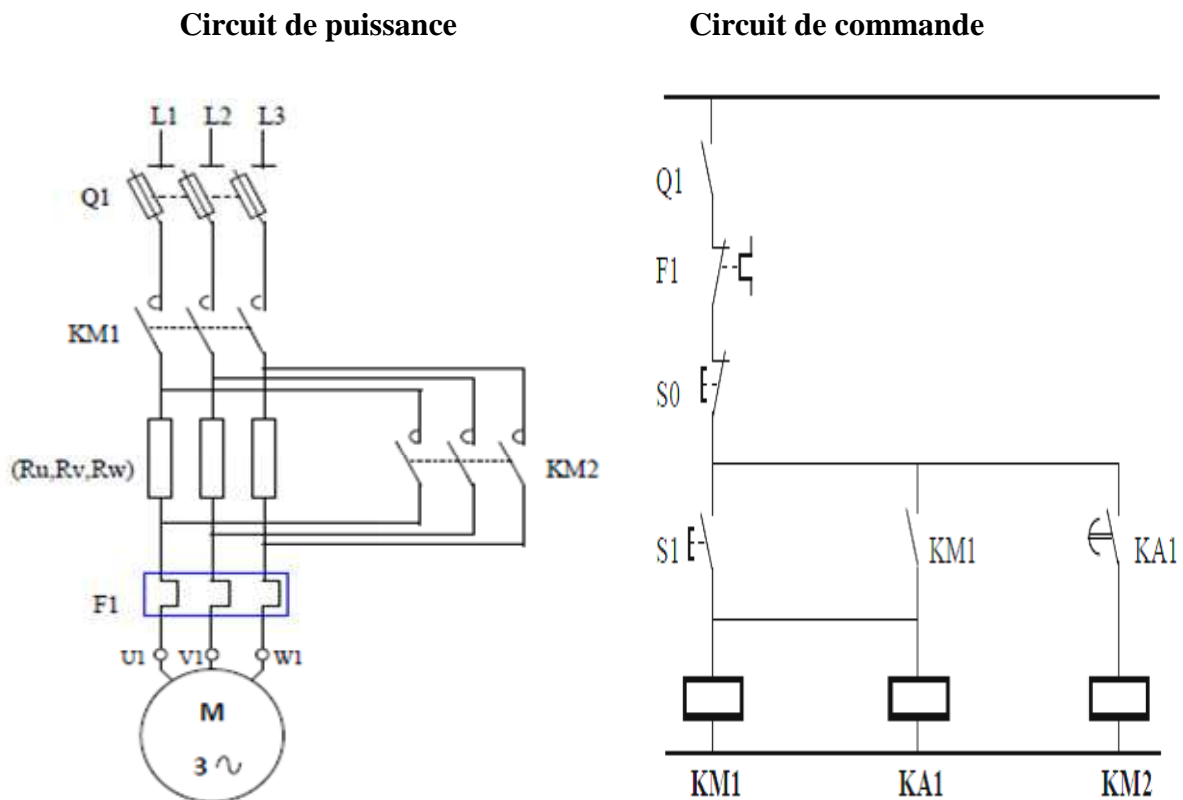 Circuit de puissance
Circuit de commande
L1 L2 L3
Q1
KM1
(Ru,Rv,Rw)
KM2
F1
U1 V1 W1
M
3 ~
Q1
F1
S0
S1
KM1
KA1
KM1
KA1
KM2